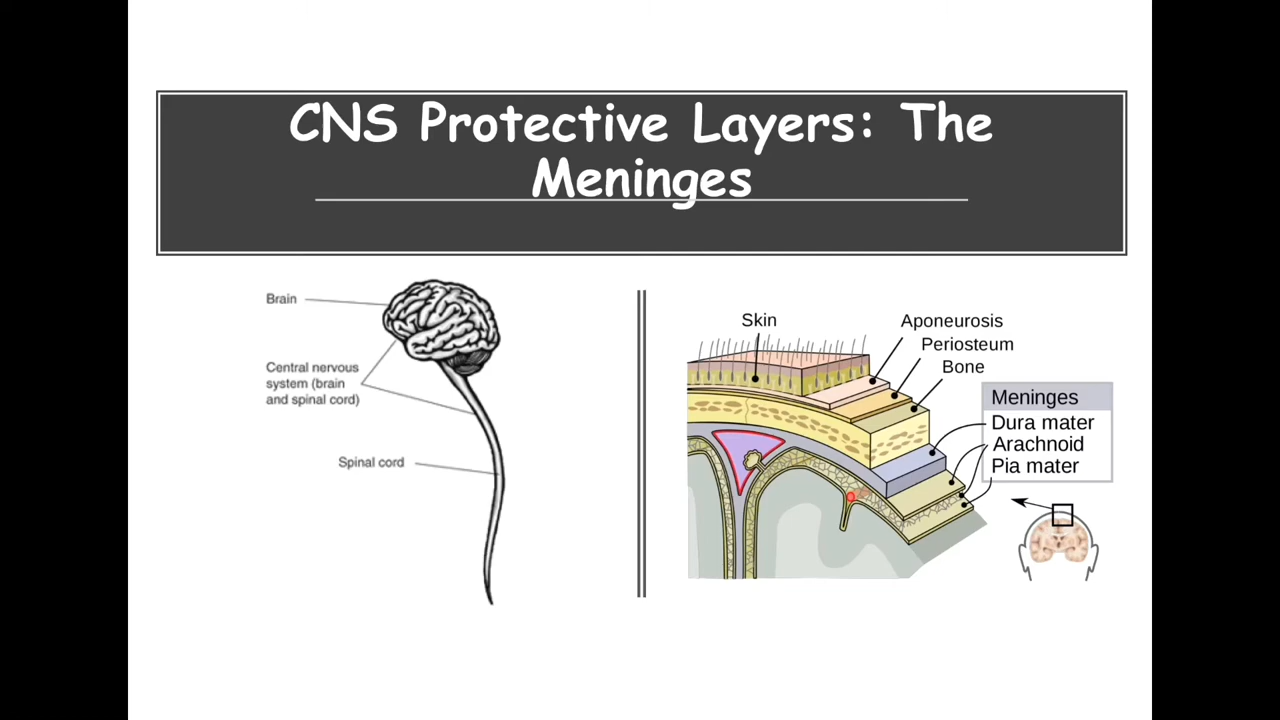 CNS Protective Layers: The
Meninges
Brain
Central nervous
system (brain
and spinal cord)
Spinal cord
Skin
Aponeurosis
Periosteum
Bone
Meninges
Dura mater
Arachnoid
Pia mater